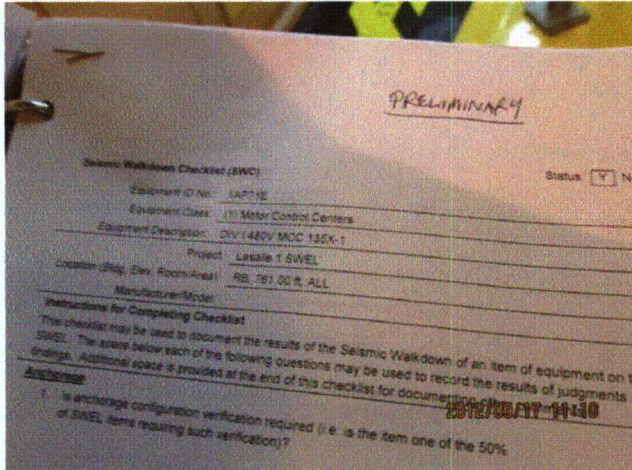 PRELIMINARY
Seismic Walkdown Checklist (SWC)
Status: Y N
Equipment ID No. 1AP71E
Equipment Class: (1) Motor Control Centers
Equipment Description: DIV I 480V MCC 135X-1
Project: Lasalle 1 SWEL
Location (Bldg, Elev, Room/Area): RB, 761.00 ft, ALL
Manufacturer/Model:
Instructions for Completing Checklist
This checklist may be used to document the results of the Seismic Walkdown of an item of equipment on
SWEL. The space below each of the following questions may be used to record the results of judgments
findings. Additional space is provided at the end of this checklist for
Anchorage
1. Is anchorage configuration verification required (i.e. is the item one of the 50%
of SWEL items requiring such verification)?
11:10